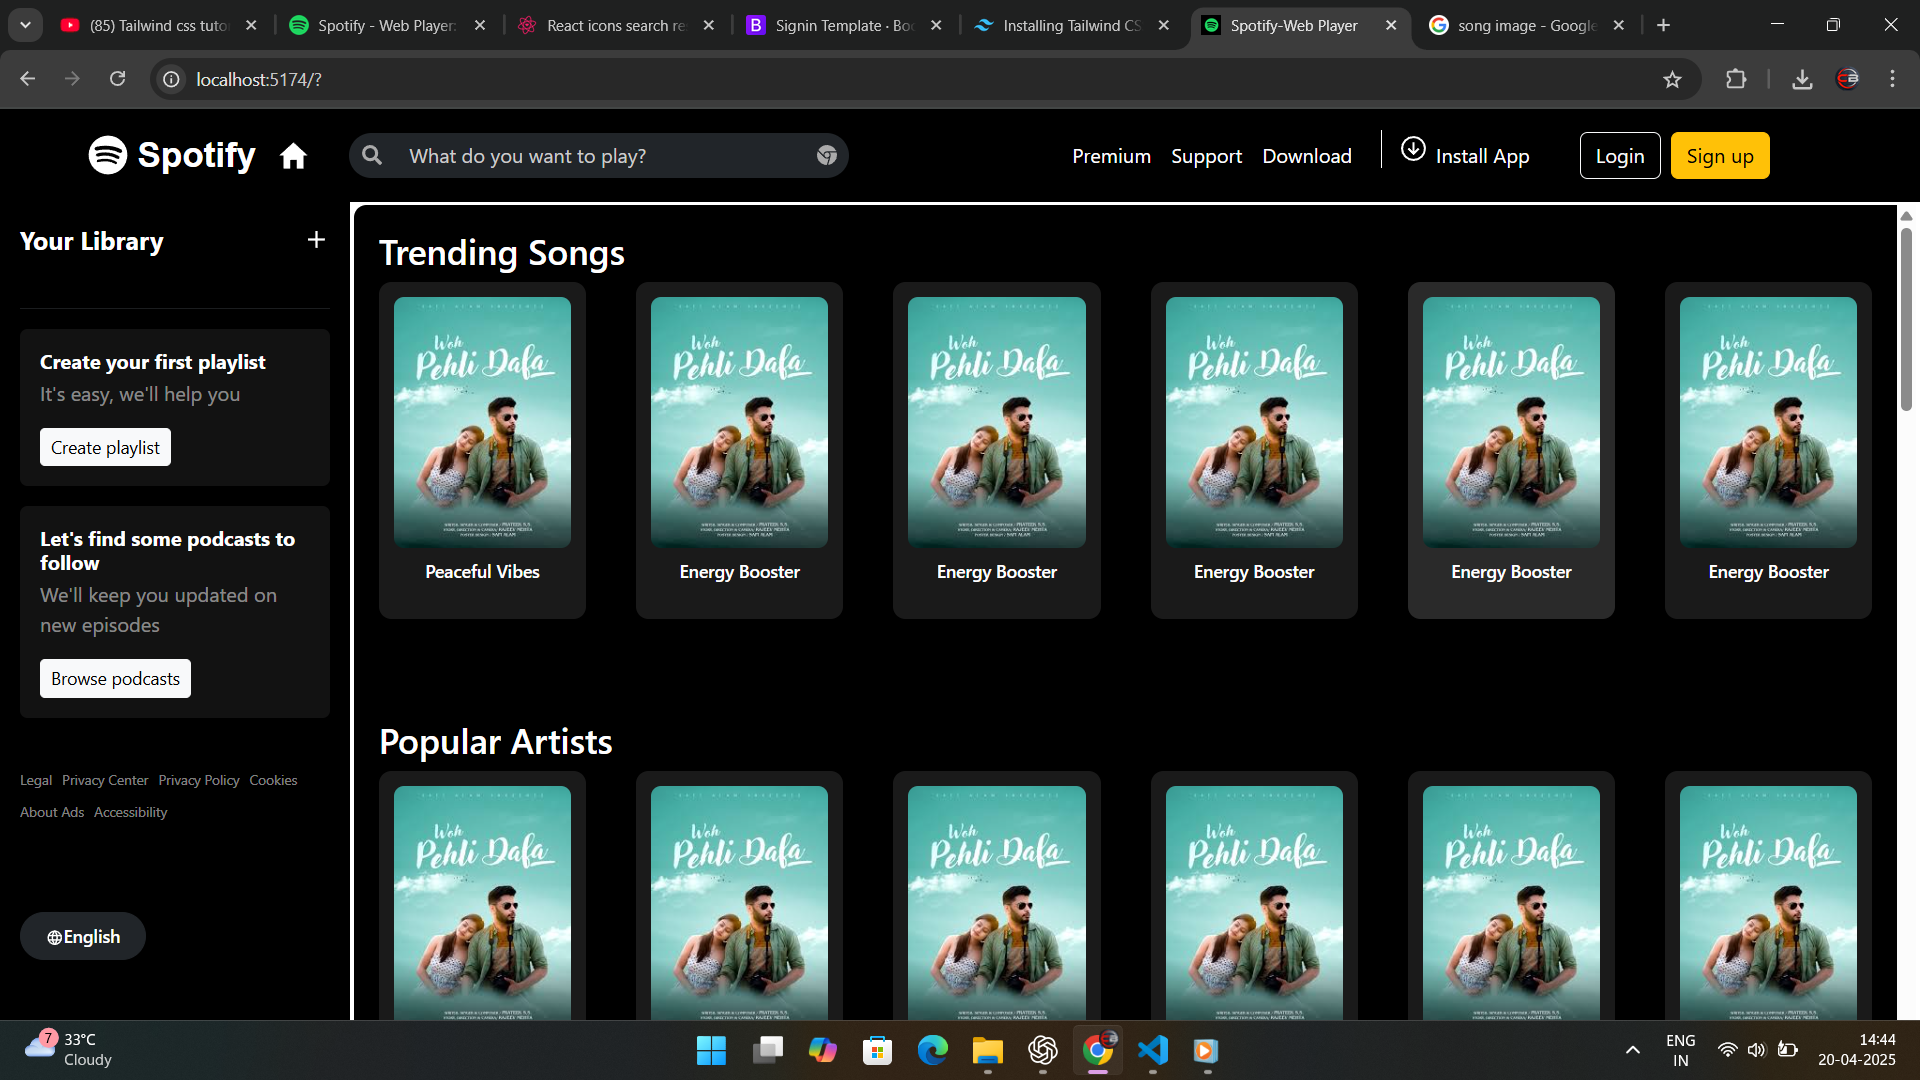 (85) Tailwind css tuto
Spotify - Web Player:
React icons search re
Signin Template · Boo
Installing Tailwind CS
Spotify-Web Player
song image - Google
localhost:5174/?
Spotify
What do you want to play?
Premium
Support
Download
Install App
Login
Sign up
Your Library
Create your first playlist
It's easy, we'll help you
Create playlist
Let's find some podcasts to
follow
We'll keep you updated on
new episodes
Browse podcasts
Legal Privacy Center Privacy Policy Cookies
About Ads Accessibility
English
Trending Songs
Woh
Pehli Dafa
Woh
Pehli Dafa
Woh
Pehli Dafa
Woh
Pehli Dafa
Woh
Pehli Dafa
Woh
Pehli Dafa
Peaceful Vibes
Energy Booster
Energy Booster
Energy Booster
Energy Booster
Energy Booster
Popular Artists
Woh
Pehli Dafa
Woh
Pehli Dafa
Woh
Pehli Dafa
Woh
Pehli Dafa
Woh
Pehli Dafa
Woh
Pehli Dafa
7
33°C
Cloudy
ENG
IN
14:44
20-04-2025